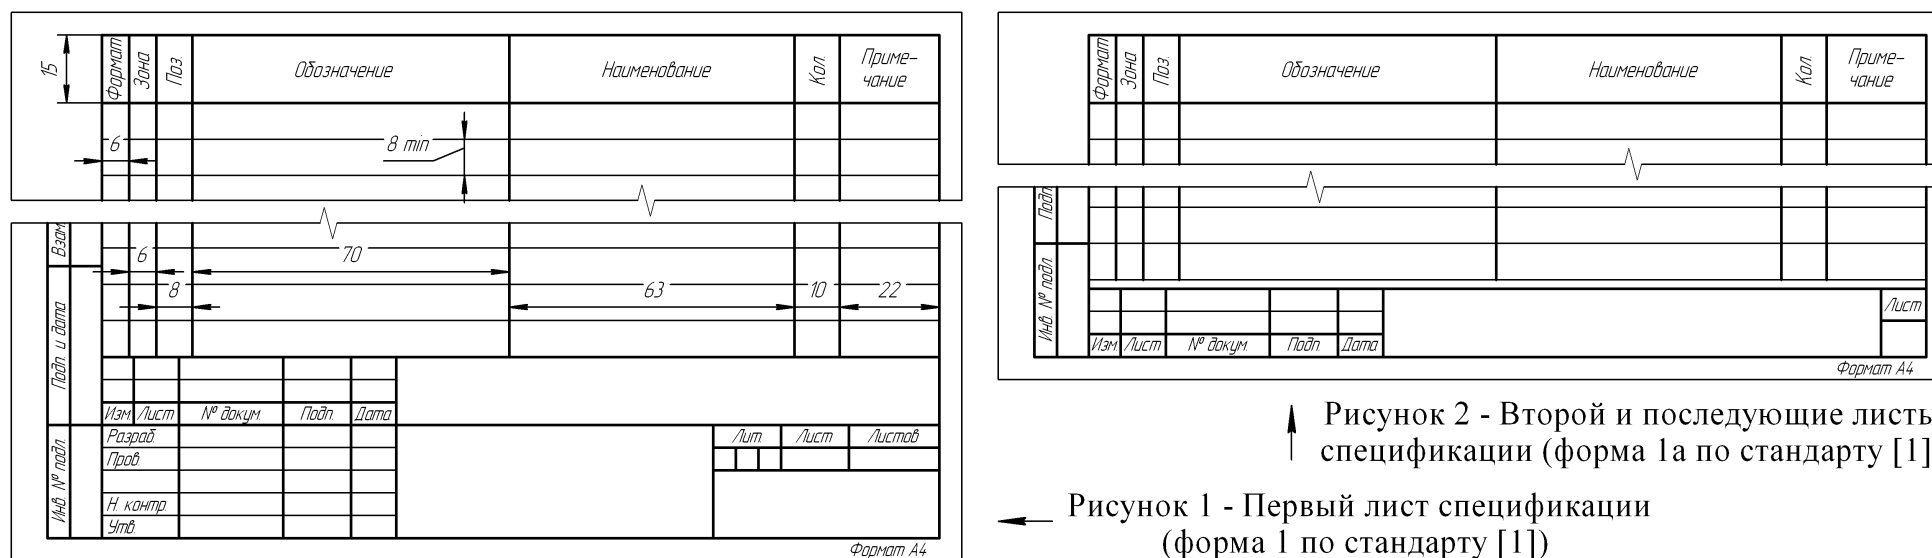 15
Формат
Зона
Поз.
Обозначение
Наименование
Кол.
Приме-
чание
6
8 min
Взам
6
70
8
63
10
22
Подп. и дата
Изм Лист № докум. Подп. Дата
Разраб.
Пров.
Н. контр.
Утв.
Лит. Лист Листов
Инв. № подл.
Формат А4
Формат
Зона
Поз.
Обозначение
Наименование
Кол.
Приме-
чание
Подп.
Инв. № подл.
Изм. Лист № докум. Подп. Дата
Лист
Формат А4
Рисунок 2 - Второй и последующие листы
спецификации (форма 1а по стандарту [1]
Рисунок 1 - Первый лист спецификации
(форма 1 по стандарту [1])